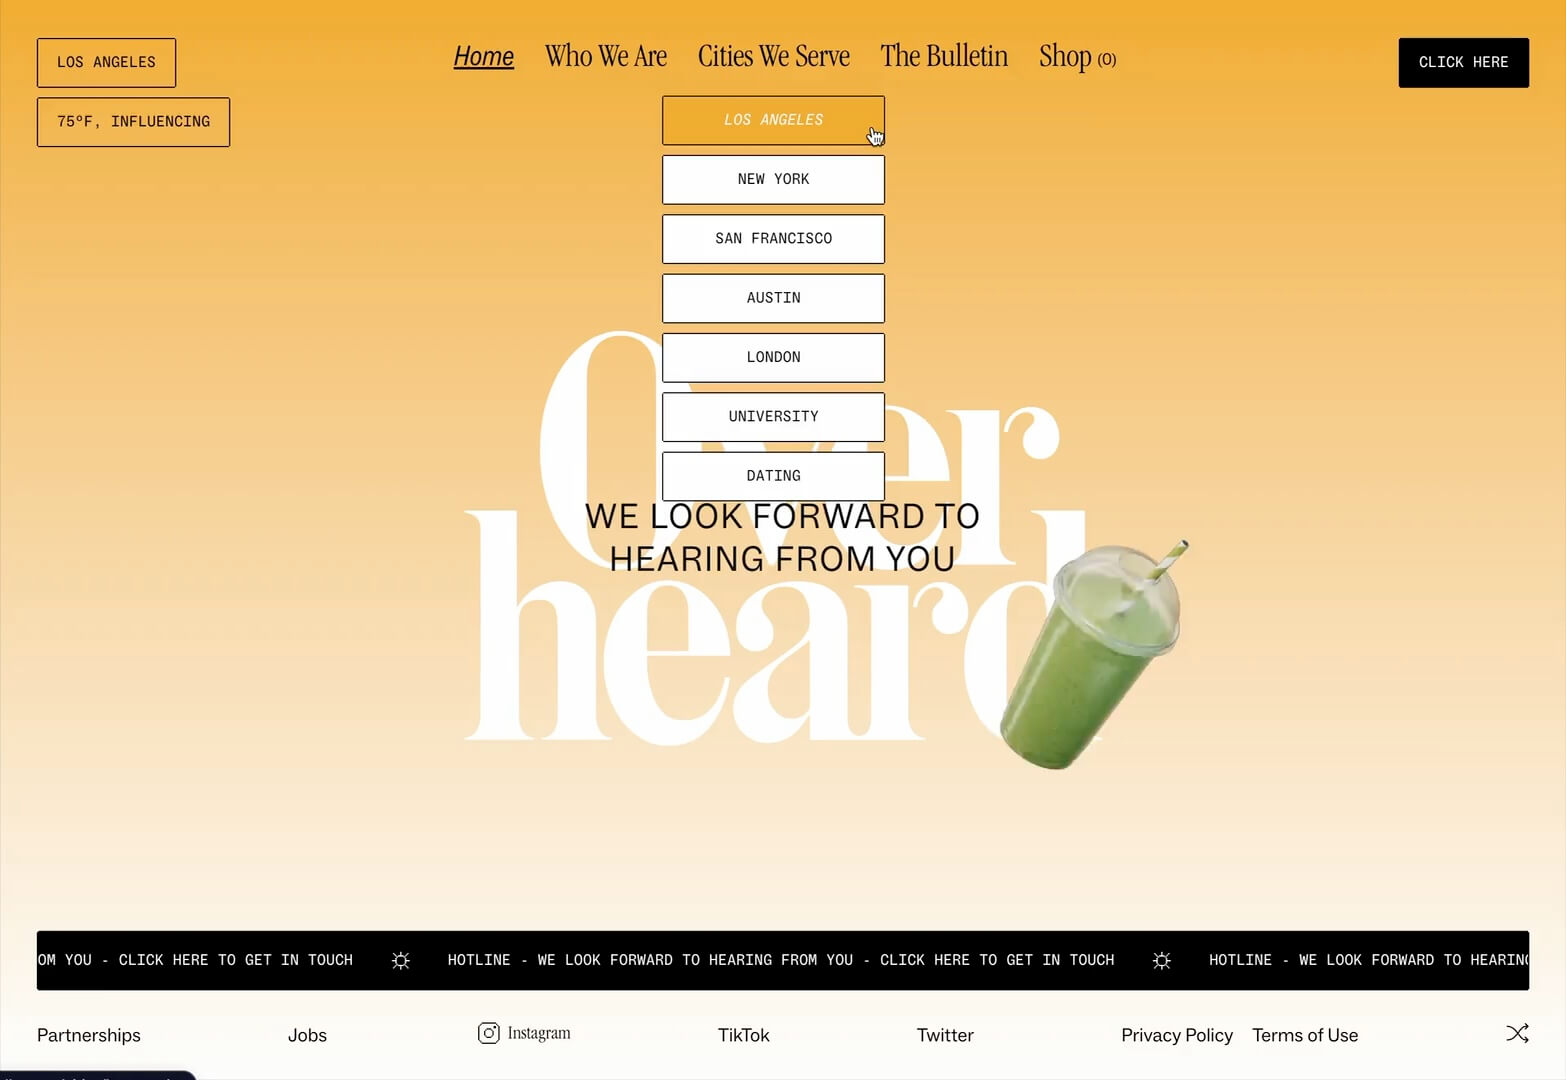 LOS ANGELES
75°F, INFLUENCING
Home Who We Are Cities We Serve The Bulletin Shop (0)
CLICK HERE
LOS ANGELES
NEW YORK
SAN FRANCISCO
AUSTIN
LONDON
UNIVERSITY
DATING
Over
heard
WE LOOK FORWARD TO
HEARING FROM YOU
OM YOU - CLICK HERE TO GET IN TOUCH HOTLINE - WE LOOK FORWARD TO HEARING FROM YOU - CLICK HERE TO GET IN TOUCH HOTLINE - WE LOOK FORWARD TO HEARING
Partnerships Jobs Instagram TikTok Twitter Privacy Policy Terms of Use